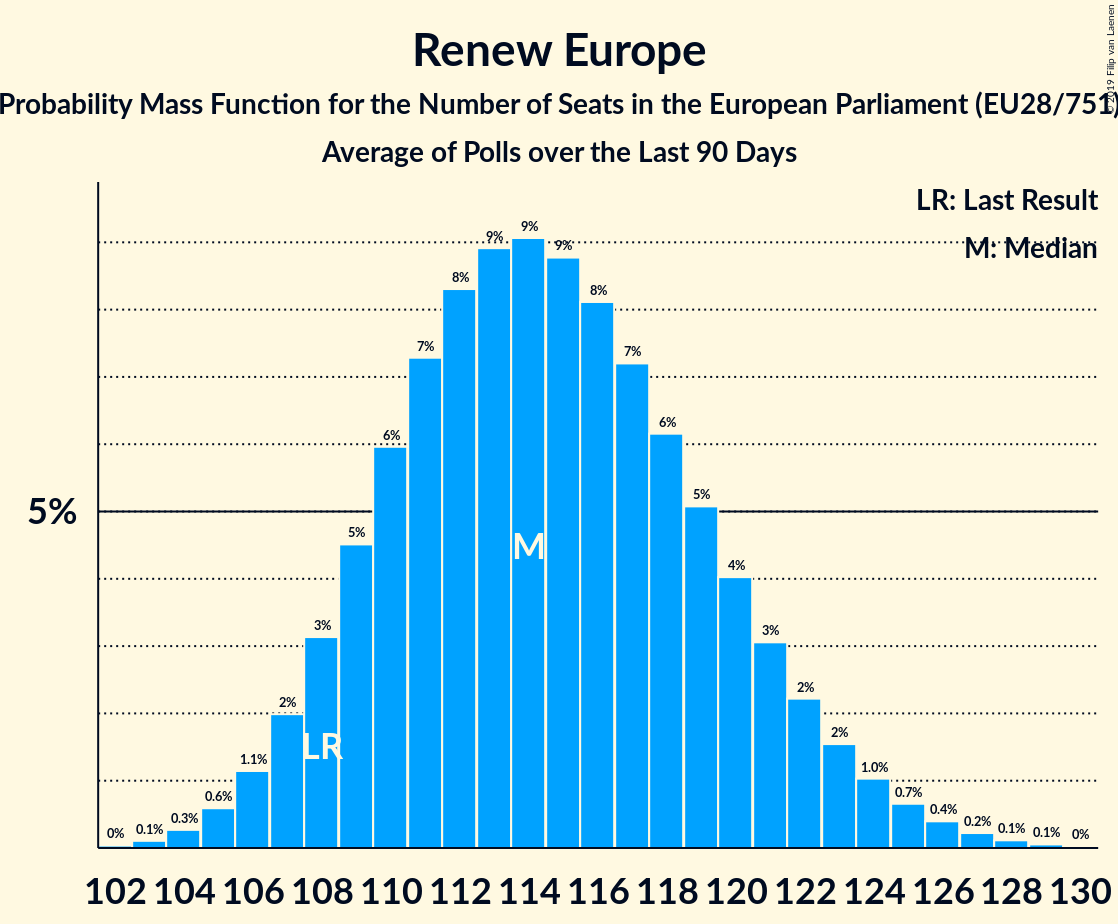 Renew Europe
Probability Mass Function for the Number of Seats in the European Parliament (EU28/751)
Average of Polls over the Last 90 Days
© 2019 Filip van Laenen
LR: Last Result
M: Median
5%
0% 0.1% 0.3% 0.6% 1.1% 2% 3% 5% 6% 7% 8% 9% 9% 9% 8% 7% 6% 5% 4% 3% 2% 2% 1.0% 0.7% 0.4% 0.2% 0.1% 0.1% 0%
M
LR
102 104 106 108 110 112 114 116 118 120 122 124 126 128 130